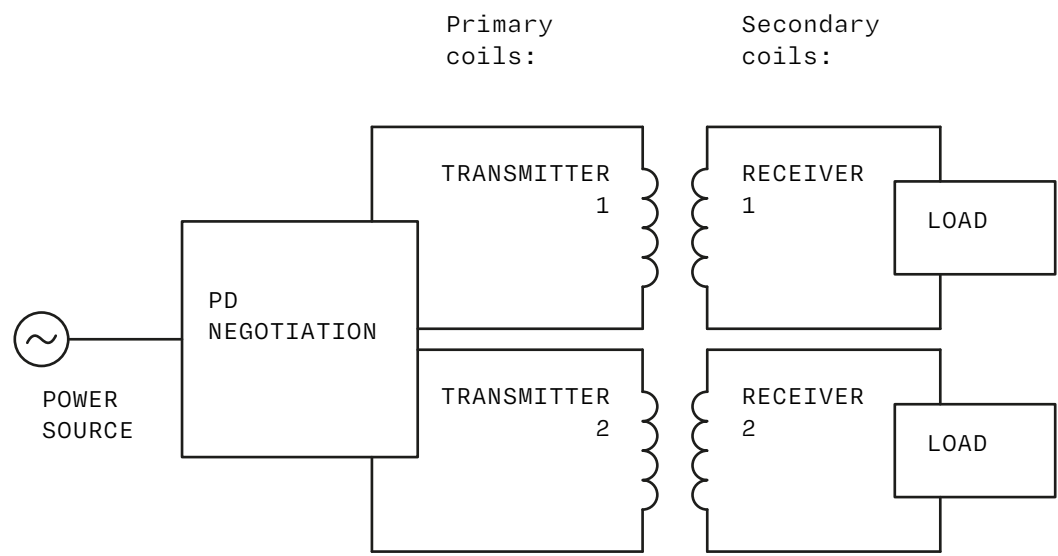 Primary
coils:
Secondary
coils:
TRANSMITTER
1
RECEIVER
1
LOAD
PD
NEGOTIATION
POWER
SOURCE
TRANSMITTER
2
RECEIVER
2
LOAD